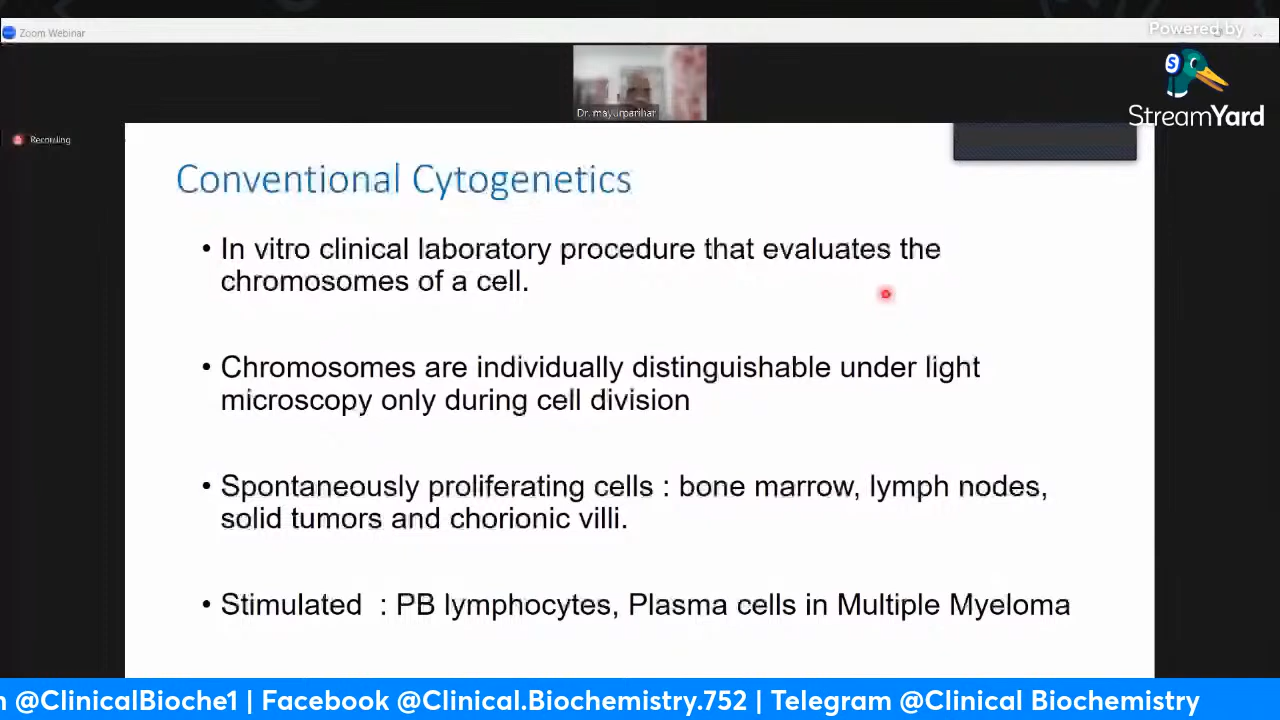 Zoom Webinar
Powered by
StreamYard
Dr. mayurparihar
Recording
Conventional Cytogenetics
• In vitro clinical laboratory procedure that evaluates the
chromosomes of a cell.
• Chromosomes are individually distinguishable under light
microscopy only during cell division
• Spontaneously proliferating cells : bone marrow, lymph nodes,
solid tumors and chorionic villi.
• Stimulated : PB lymphocytes, Plasma cells in Multiple Myeloma
@ClinicalBioche1 | Facebook @Clinical.Biochemistry.752 | Telegram @Clinical Biochemistry